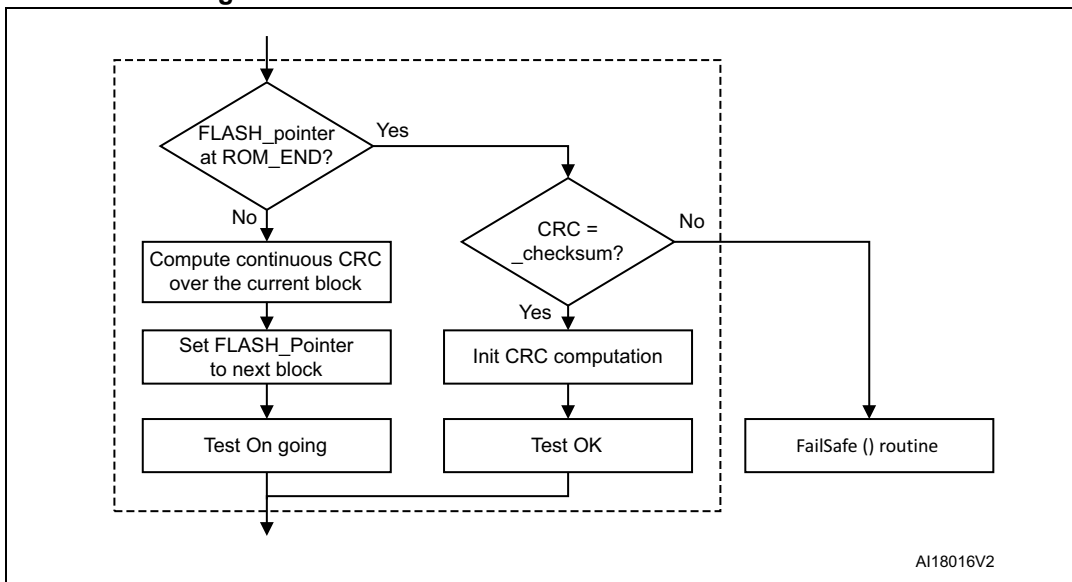 FLASH_pointer
at ROM_END?
Yes
No
CRC =
_checksum?
No
Yes
Compute continuous CRC
over the current block
Set FLASH_Pointer
to next block
Init CRC computation
Test On going
Test OK
FailSafe () routine
AI18016V2